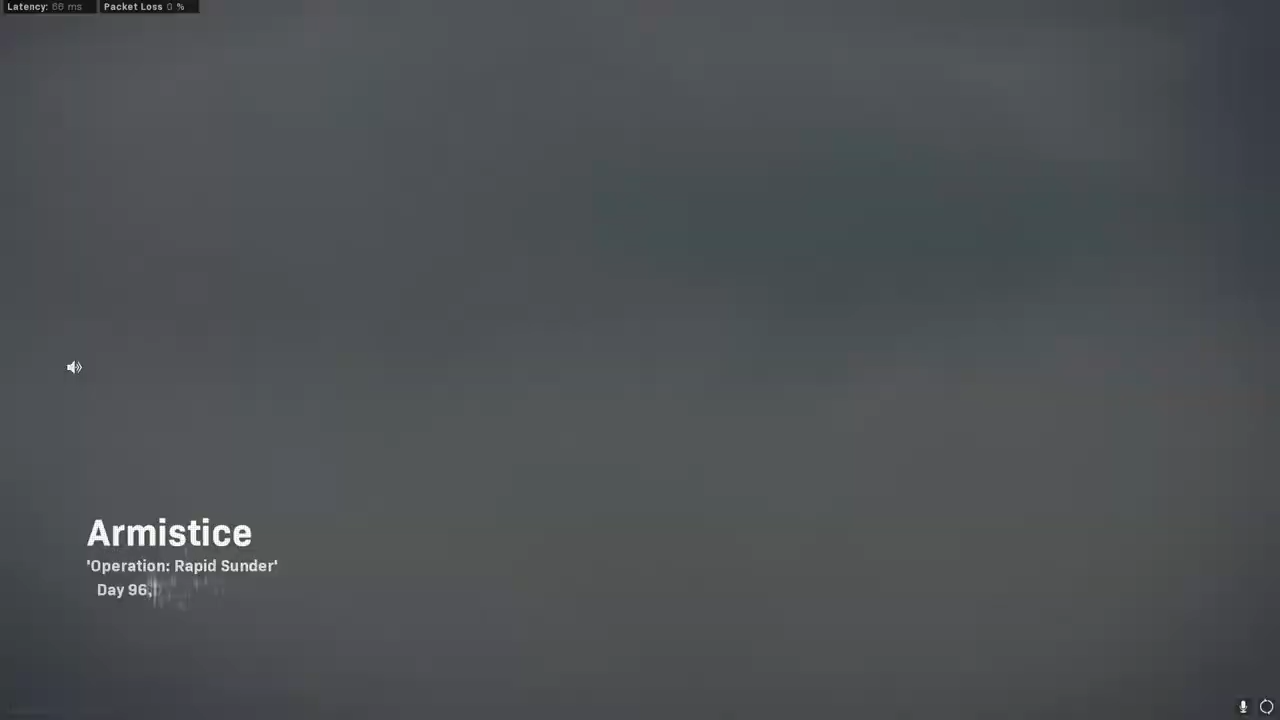 Latency: 66 ms Packet Loss 0 %
Armistice
'Operation: Rapid Sunder'
Day 96,